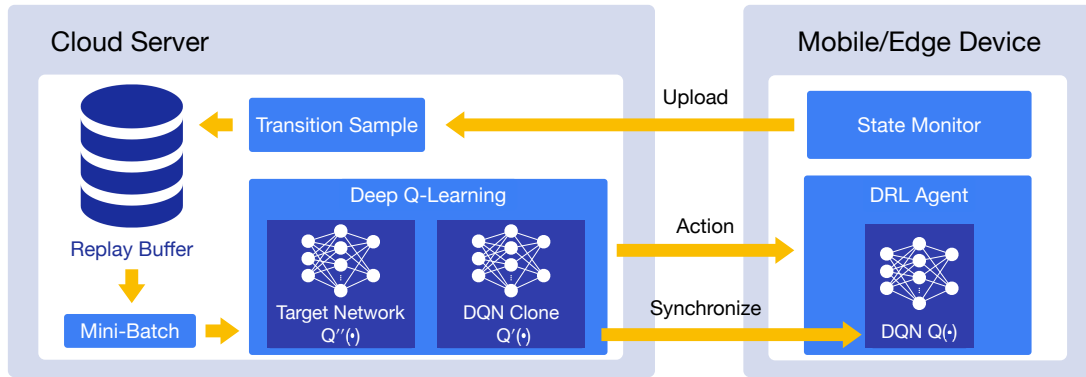 Cloud Server
Transition Sample
Replay Buffer
Mini-Batch
Deep Q-Learning
Target Network
Q′′(•)
DQN Clone
Q′(•)
Upload
Action
Synchronize
Mobile/Edge Device
State Monitor
DRL Agent
DQN Q(•)